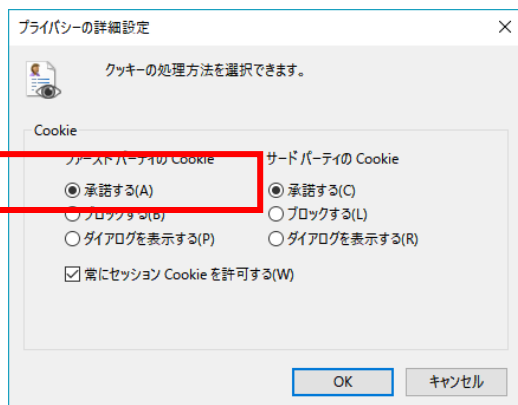 プライバシーの詳細設定
クッキーの処理方法を選択できます。
Cookie
ファースト パーティの Cookie
サード パーティの Cookie
承諾する(A)
承諾する(C)
ブロックする(B)
ブロックする(L)
ダイアログを表示する(P)
ダイアログを表示する(R)
常にセッション Cookie を許可する(W)
OK
キャンセル